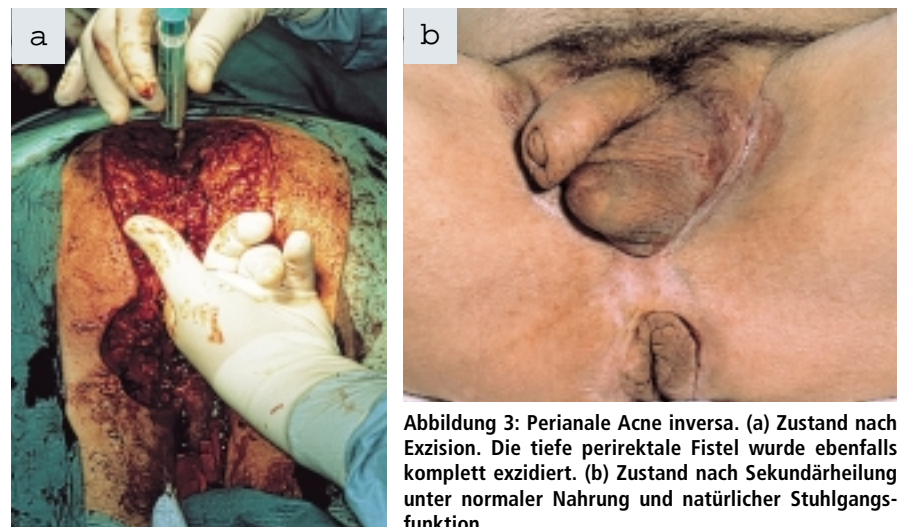 a
b
Abbildung 3: Perianale Acne inversa. (a) Zustand nach
Exzision. Die tiefe perirektale Fistel wurde ebenfalls
komplett exzidiert. (b) Zustand nach Sekundärheilung
unter normaler Nahrung und natürlicher Stuhlgangs-
funktion